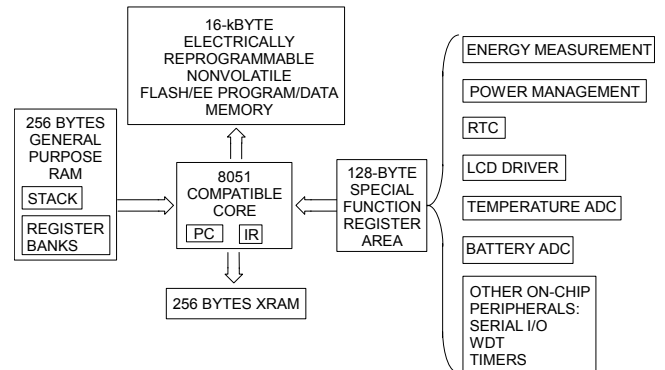 16-kBYTE
ELECTRICALLY
REPROGRAMMABLE
NONVOLATILE
FLASH/EE PROGRAM/DATA
MEMORY
256 BYTES
GENERAL
PURPOSE
RAM
STACK
REGISTER
BANKS
8051
COMPATIBLE
CORE
PC IR
256 BYTES XRAM
128-BYTE
SPECIAL
FUNCTION
REGISTER
AREA
ENERGY MEASUREMENT
POWER MANAGEMENT
RTC
LCD DRIVER
TEMPERATURE ADC
BATTERY ADC
OTHER ON-CHIP
PERIPHERALS:
SERIAL I/O
WDT
TIMERS